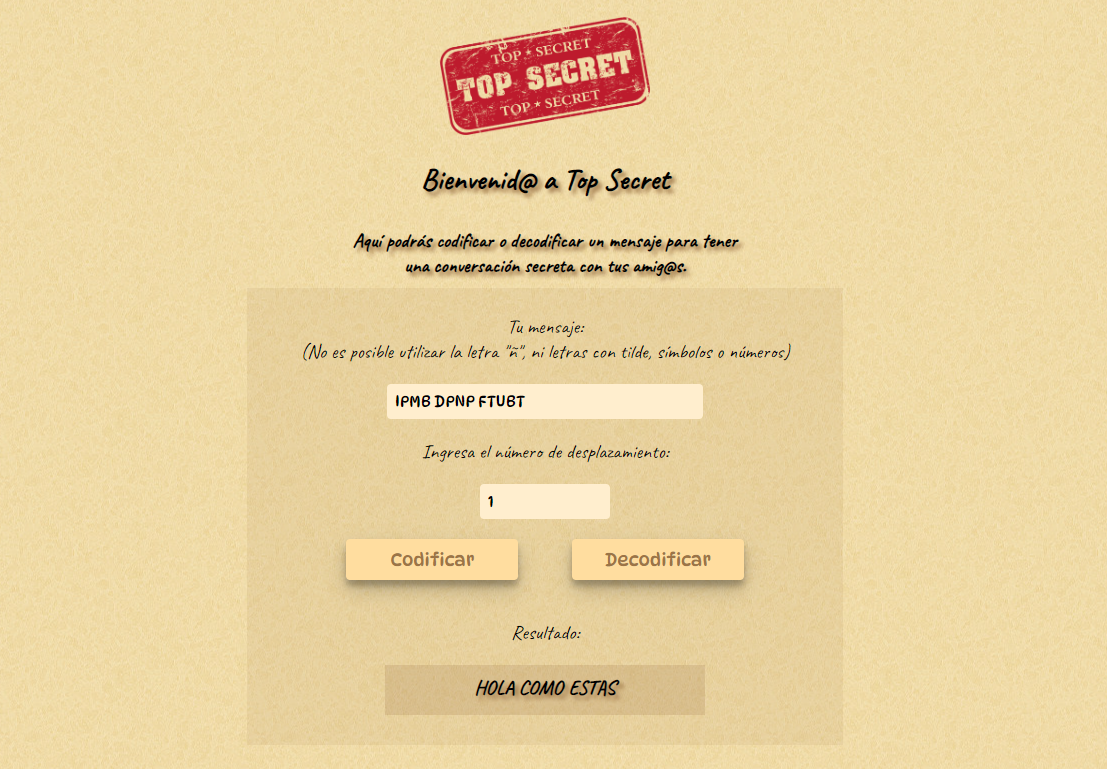 TOP ★ SECRET
TOP SECRET
TOP ★ SECRET
Bienvenid@ a Top Secret
Aquí podrás codificar o decodificar un mensaje para tener
una conversación secreta con tus amig@s.
Tu mensaje:
(No es posible utilizar la letra "ñ", ni letras con tilde, símbolos o números)
IPMB DPNP FTUBT
Ingresa el número de desplazamiento:
1
Codificar Decodificar
Resultado:
HOLA COMO ESTAS